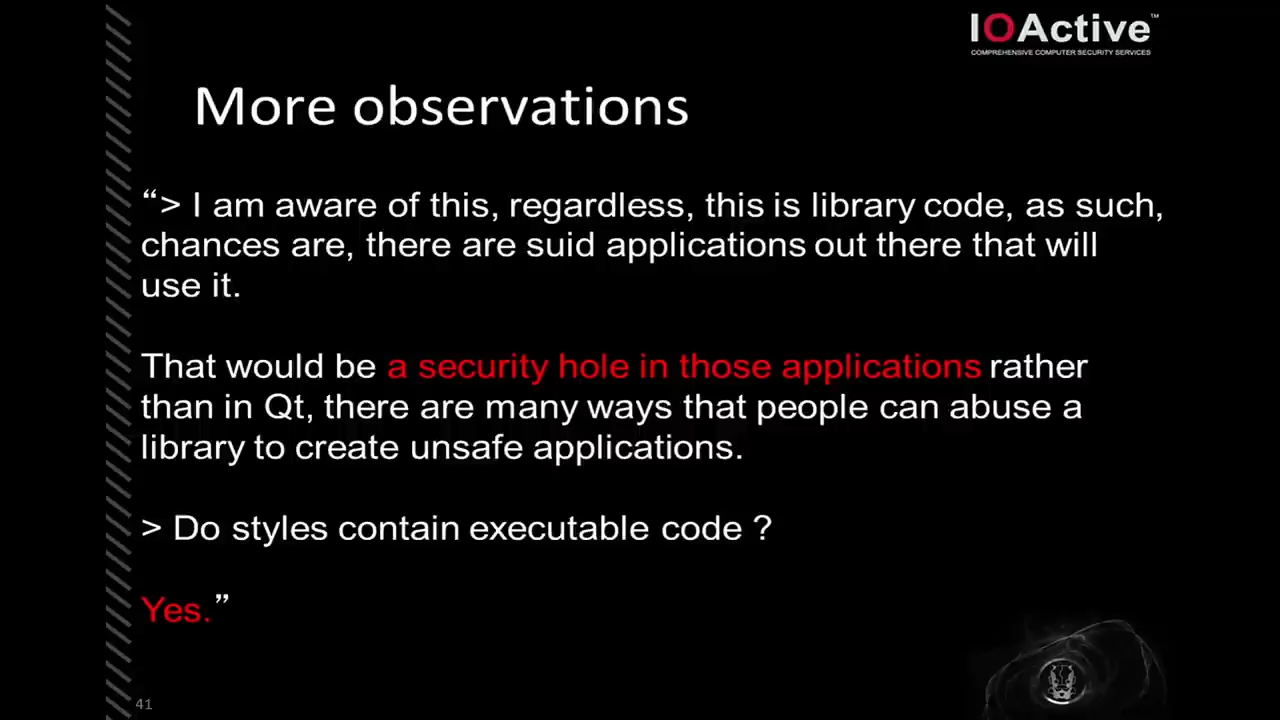 IOActive™
COMPREHENSIVE COMPUTER SECURITY SERVICES
More observations
“> I am aware of this, regardless, this is library code, as such,
chances are, there are suid applications out there that will
use it.
That would be a security hole in those applications rather
than in Qt, there are many ways that people can abuse a
library to create unsafe applications.
> Do styles contain executable code ?
Yes.”
41